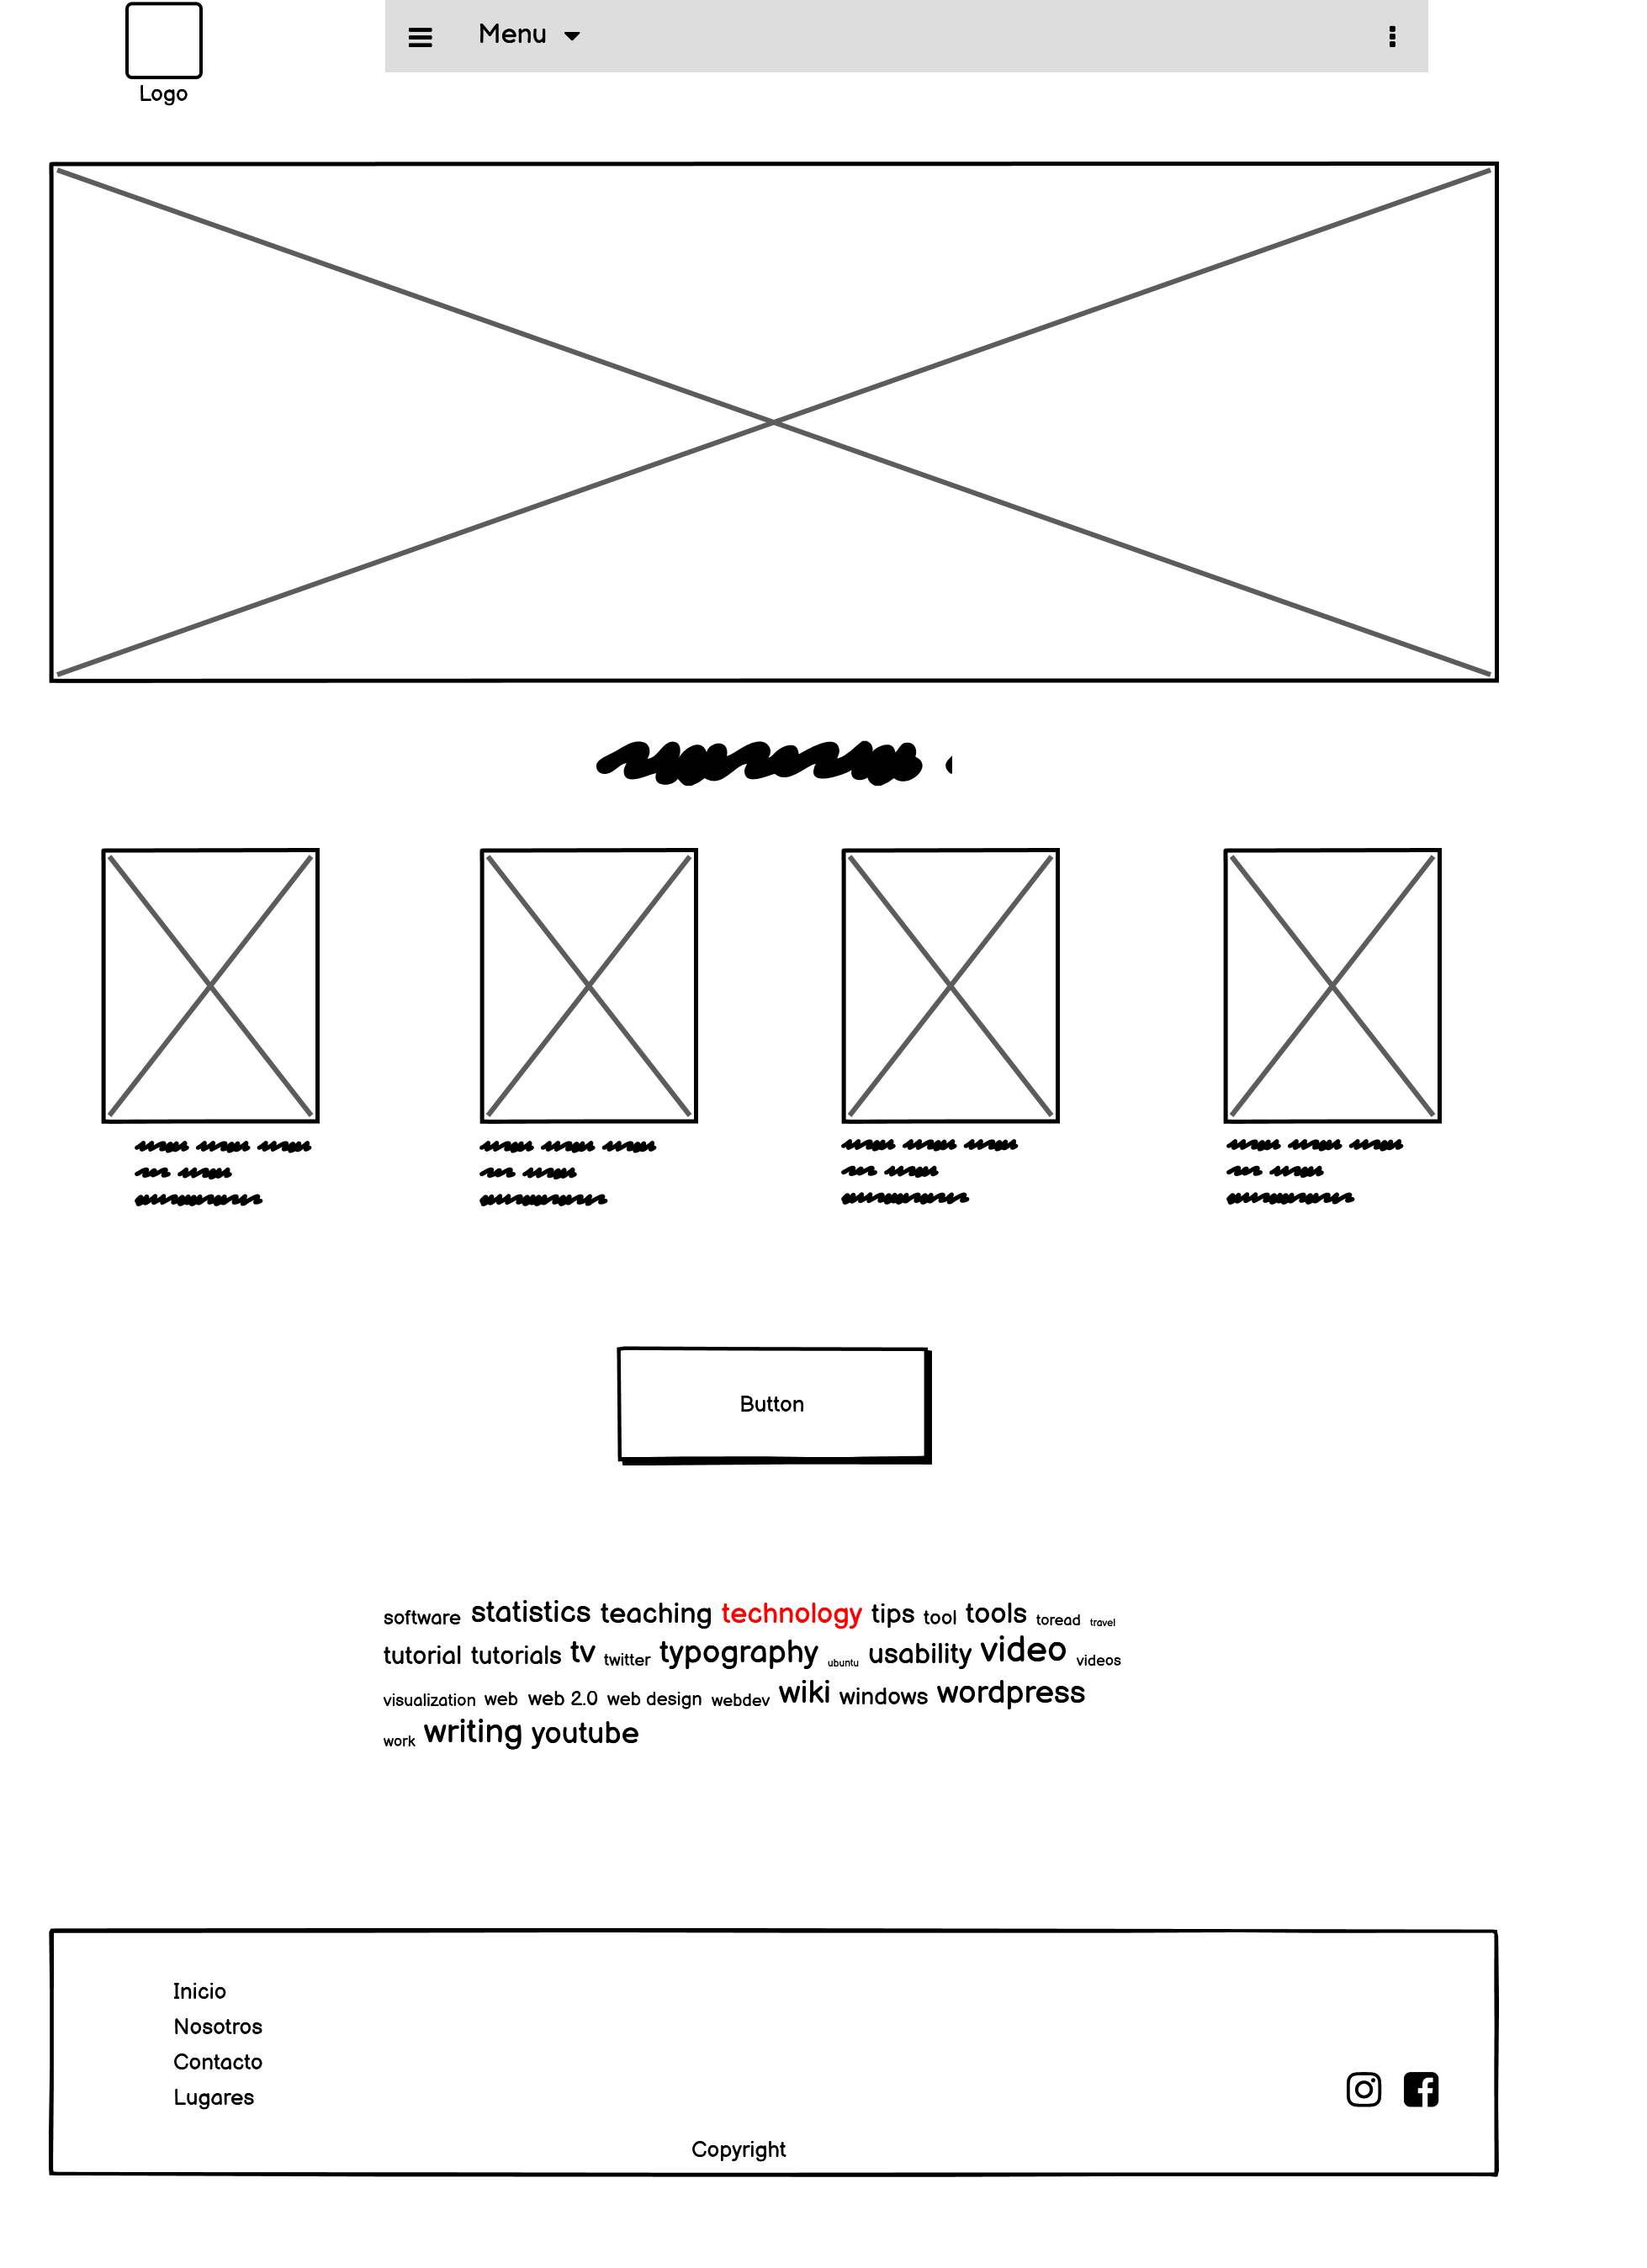 Menu
Logo
Button
software statistics teaching technology tips tool tools toread travel
tutorial tutorials tv twitter typography ubuntu usability video videos
visualization web web 2.0 web design webdev wiki windows wordpress
work writing youtube
Inicio
Nosotros
Contacto
Lugares
Copyright